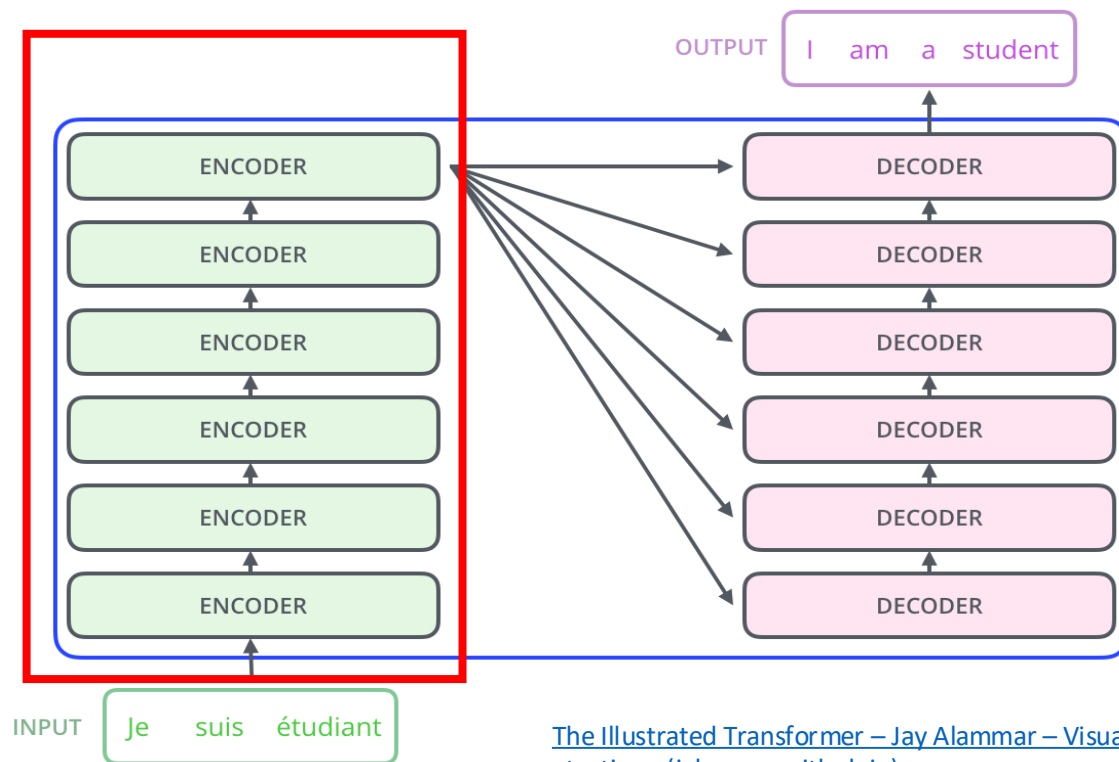 OUTPUT I am a student
ENCODER DECODER
ENCODER DECODER
ENCODER DECODER
ENCODER DECODER
ENCODER DECODER
ENCODER DECODER
INPUT Je suis étudiant
The Illustrated Transformer – Jay Alammar – Visua